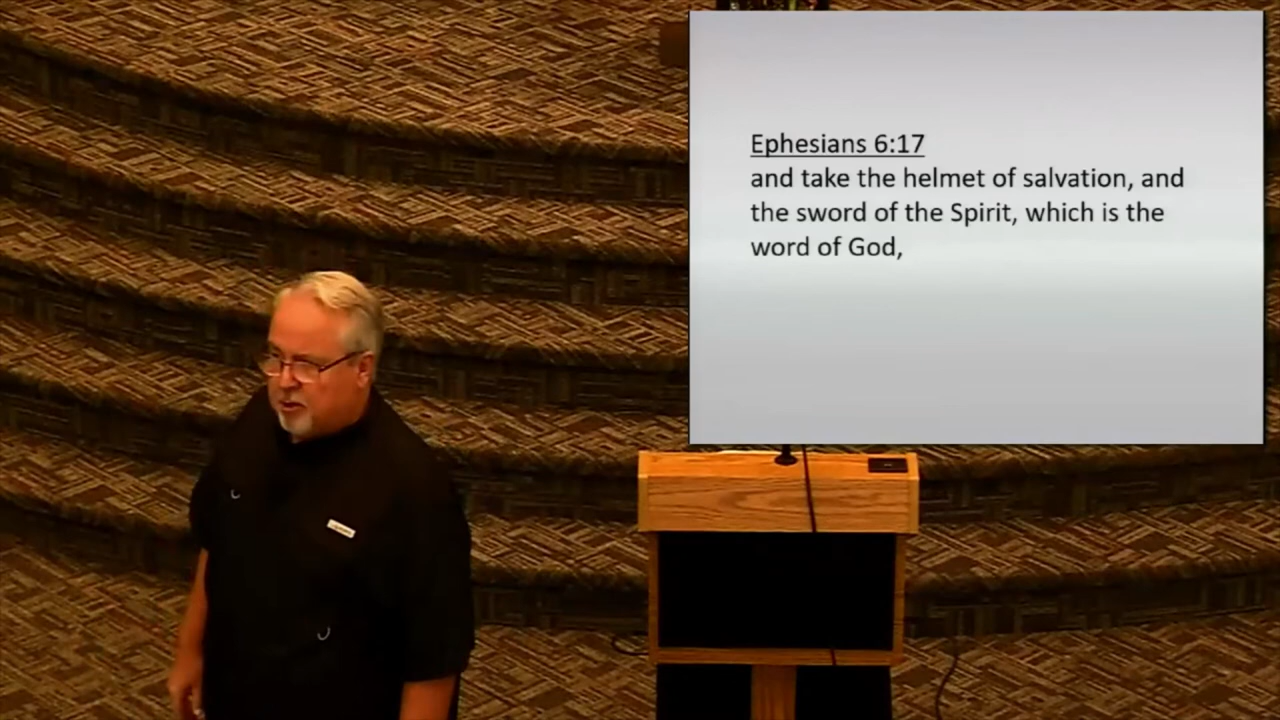 Ephesians 6:17
and take the helmet of salvation, and
the sword of the Spirit, which is the
word of God,